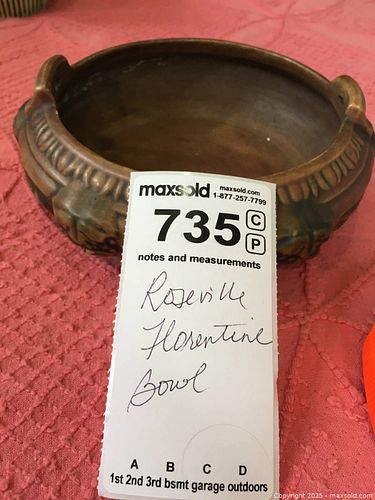 maxsold maxsold.com
1-877-257-7799
735 C
P
notes and measurements
Roseville
Florentine
Bowl
A B C D
1st 2nd 3rd bsmt garage outdoors
Copyright 2025 - maxsold.com